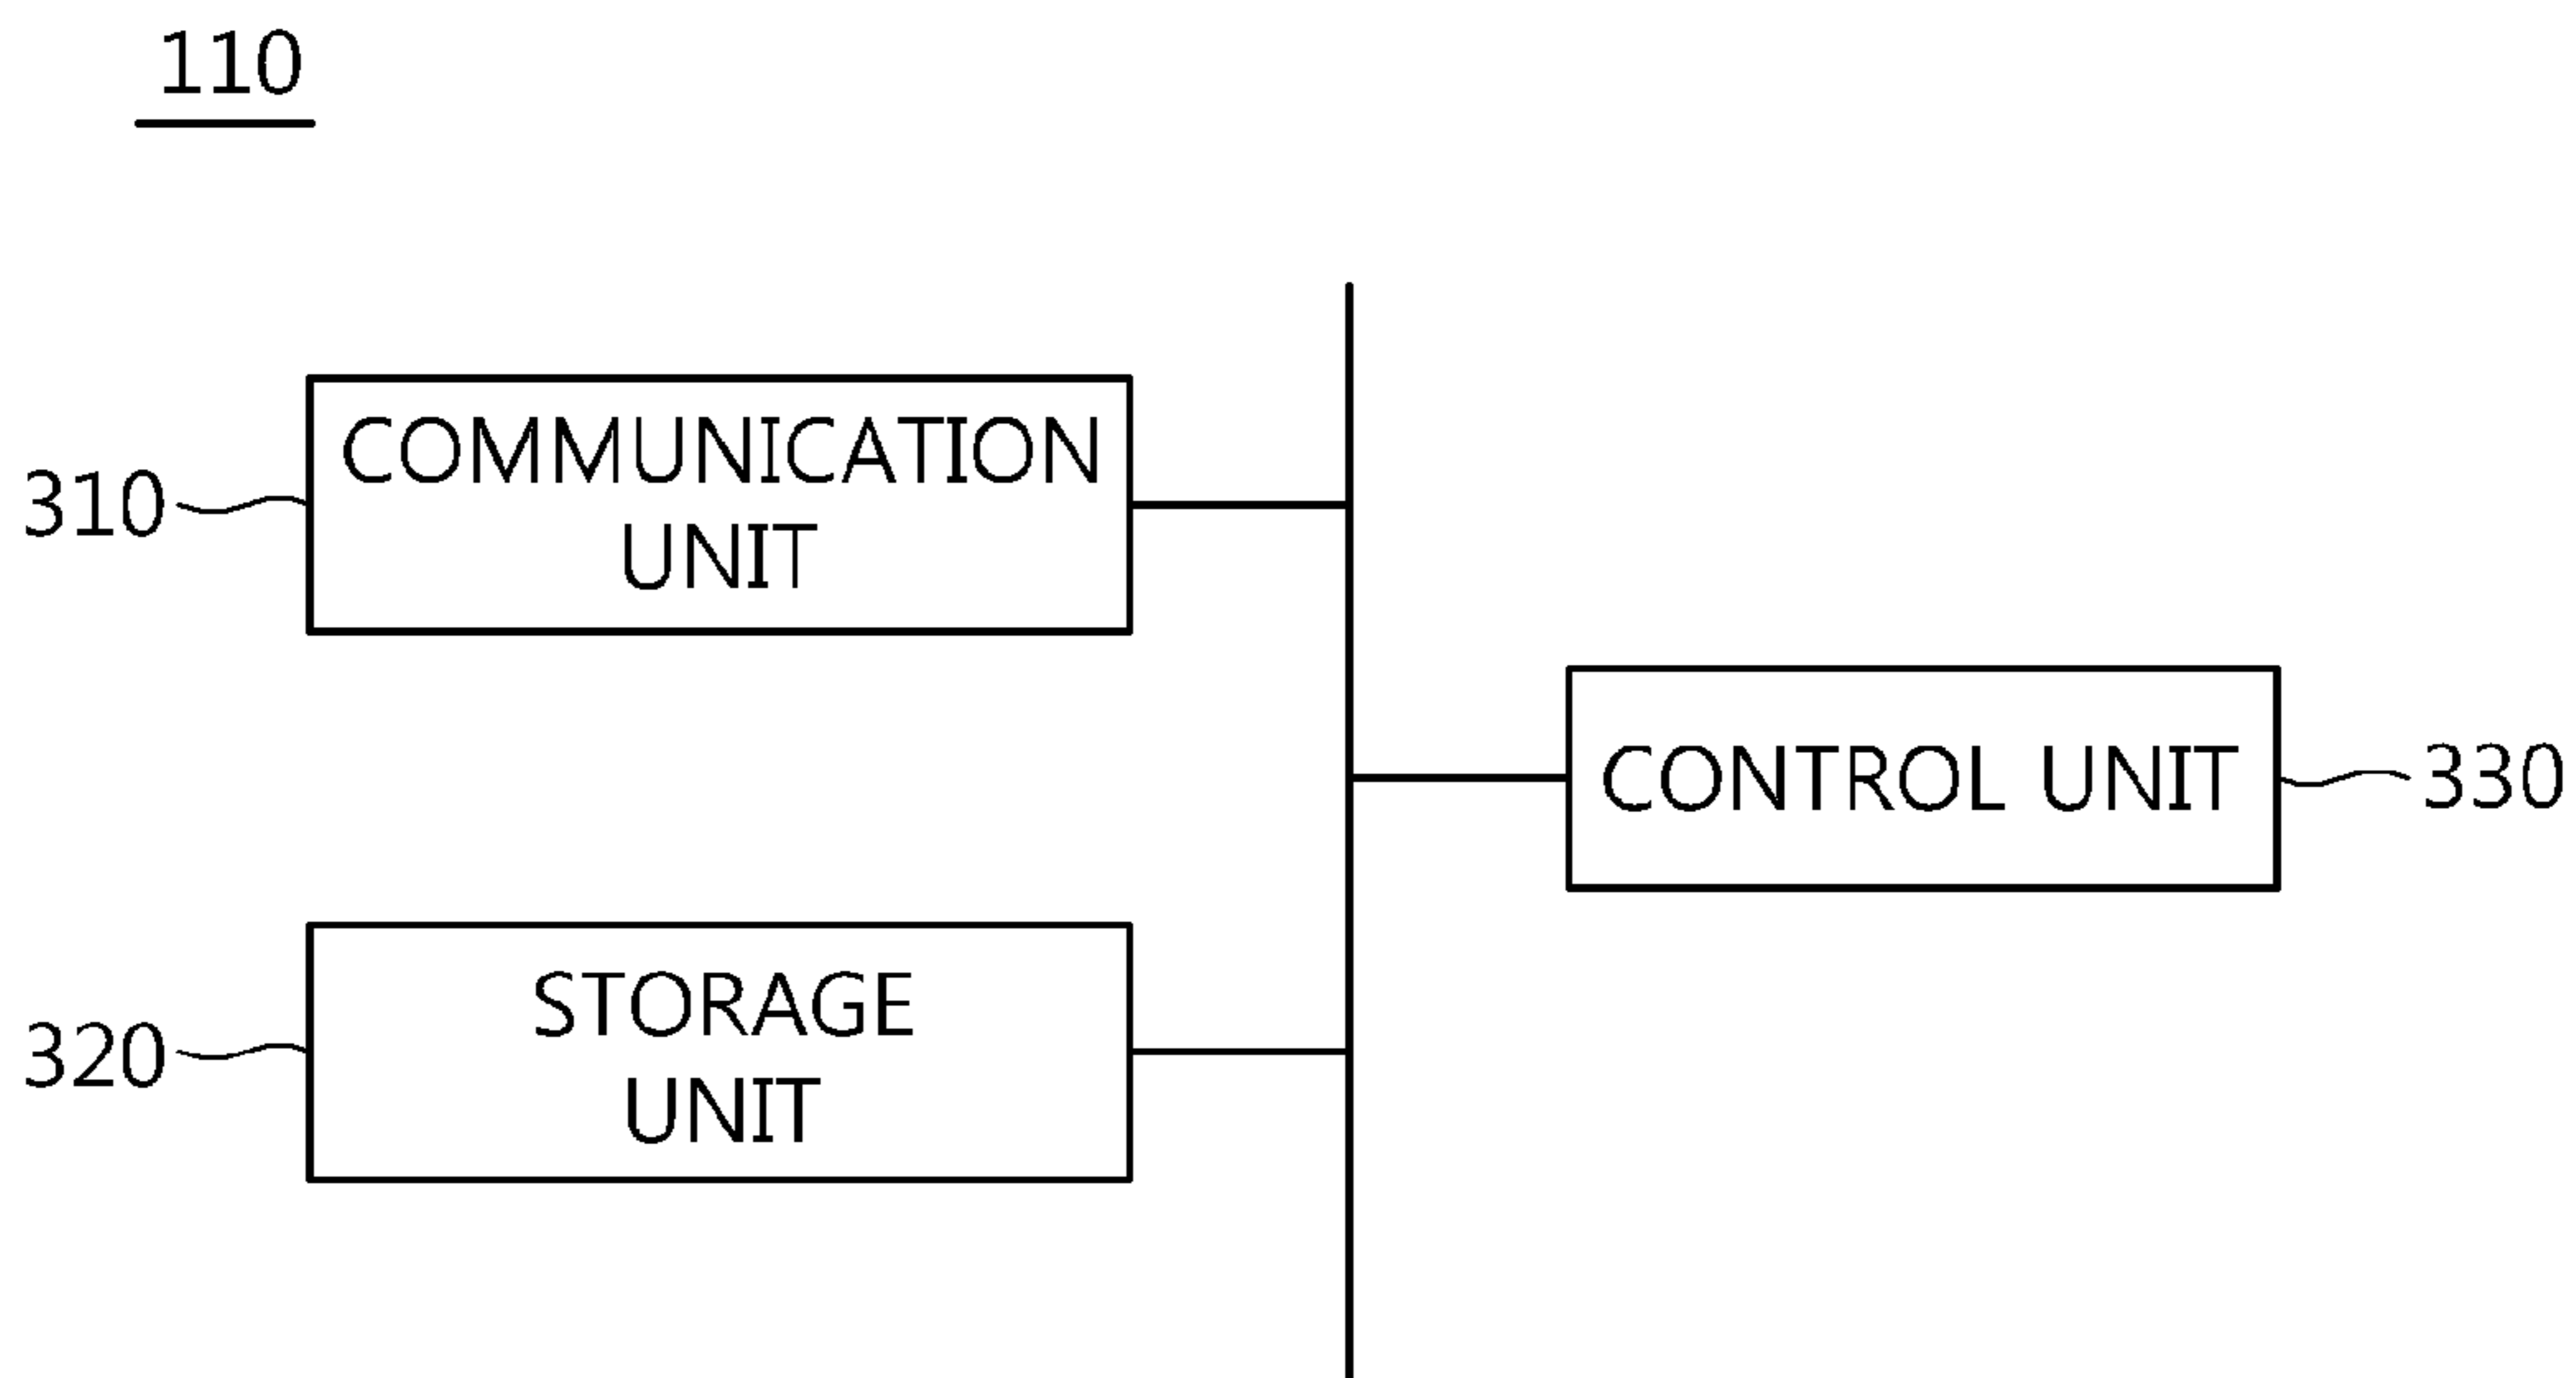 110
310
COMMUNICATION
UNIT
CONTROL UNIT
330
320
STORAGE
UNIT